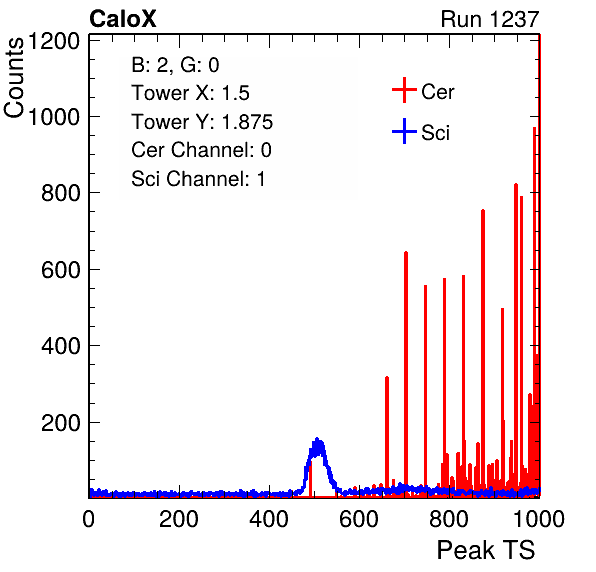 CaloX Run 1237
Counts
B: 2, G: 0
Tower X: 1.5
Tower Y: 1.875
Cer Channel: 0
Sci Channel: 1
Cer
Sci
1200
1000
800
600
400
200
0 200 400 600 800 1000
Peak TS